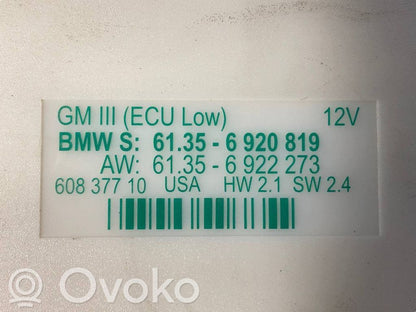 GM III (ECU Low) 12V
BMW S: 61.35 - 6 920 819
AW: 61.35 - 6 922 273
608 377 10 USA HW 2.1 SW 2.4
OVOKO